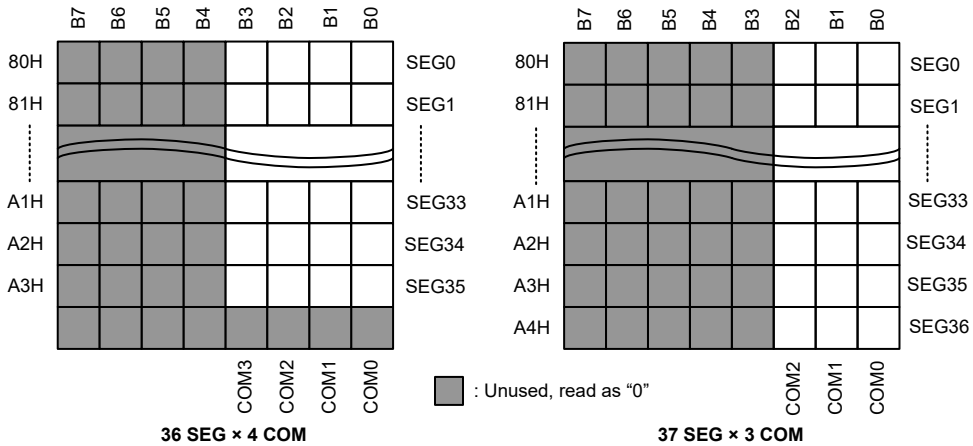 B7 B6 B5 B4 B3 B2 B1 B0
80H SEG0
81H SEG1
A1H SEG33
A2H SEG34
A3H SEG35
COM3 COM2 COM1 COM0
36 SEG × 4 COM
B7 B6 B5 B4 B3 B2 B1 B0
80H SEG0
81H SEG1
A1H SEG33
A2H SEG34
A3H SEG35
A4H SEG36
COM2 COM1 COM0
37 SEG × 3 COM
: Unused, read as “0”